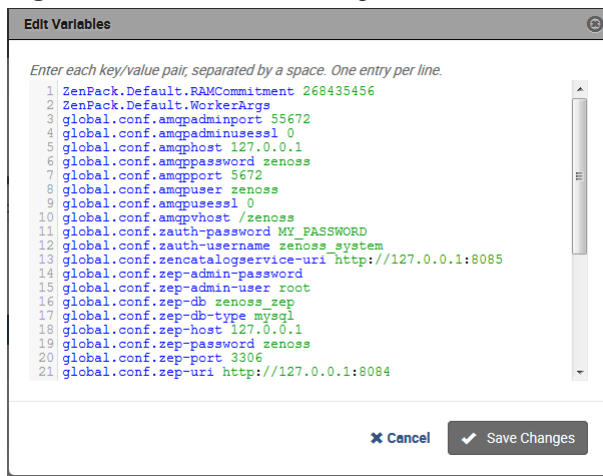 Edit Variables
Enter each key/value pair, separated by a space. One entry per line.
1 ZenPack.Default.RAMCommitment 268435456
2 ZenPack.Default.WorkerArgs
3 global.conf.amqpadminport 55672
4 global.conf.amqpadminusessl 0
5 global.conf.amqphost 127.0.0.1
6 global.conf.amqppassword zenoss
7 global.conf.amqpport 5672
8 global.conf.amqpuser zenoss
9 global.conf.amqpusessl 0
10 global.conf.amqpvhost /zenoss
11 global.conf.zauth-password MY_PASSWORD
12 global.conf.zauth-username zenoss_system
13 global.conf.zencatalogservice-uri http://127.0.0.1:8085
14 global.conf.zep-admin-password
15 global.conf.zep-admin-user root
16 global.conf.zep-db zenoss_zep
17 global.conf.zep-db-type mysql
18 global.conf.zep-host 127.0.0.1
19 global.conf.zep-password zenoss
20 global.conf.zep-port 3306
21 global.conf.zep-uri http://127.0.0.1:8084
Cancel Save Changes